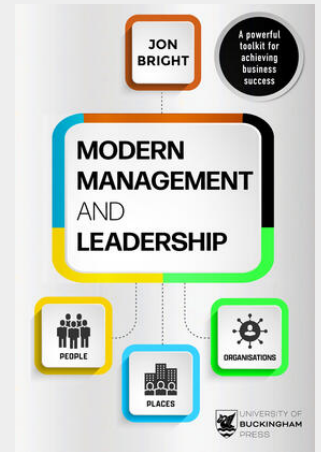 JON
BRIGHT
A powerful
toolkit for
achieving
business
success
MODERN
MANAGEMENT
AND
LEADERSHIP
PEOPLE
PLACES
ORGANISATIONS
UNIVERSITY OF
BUCKINGHAM
PRESS